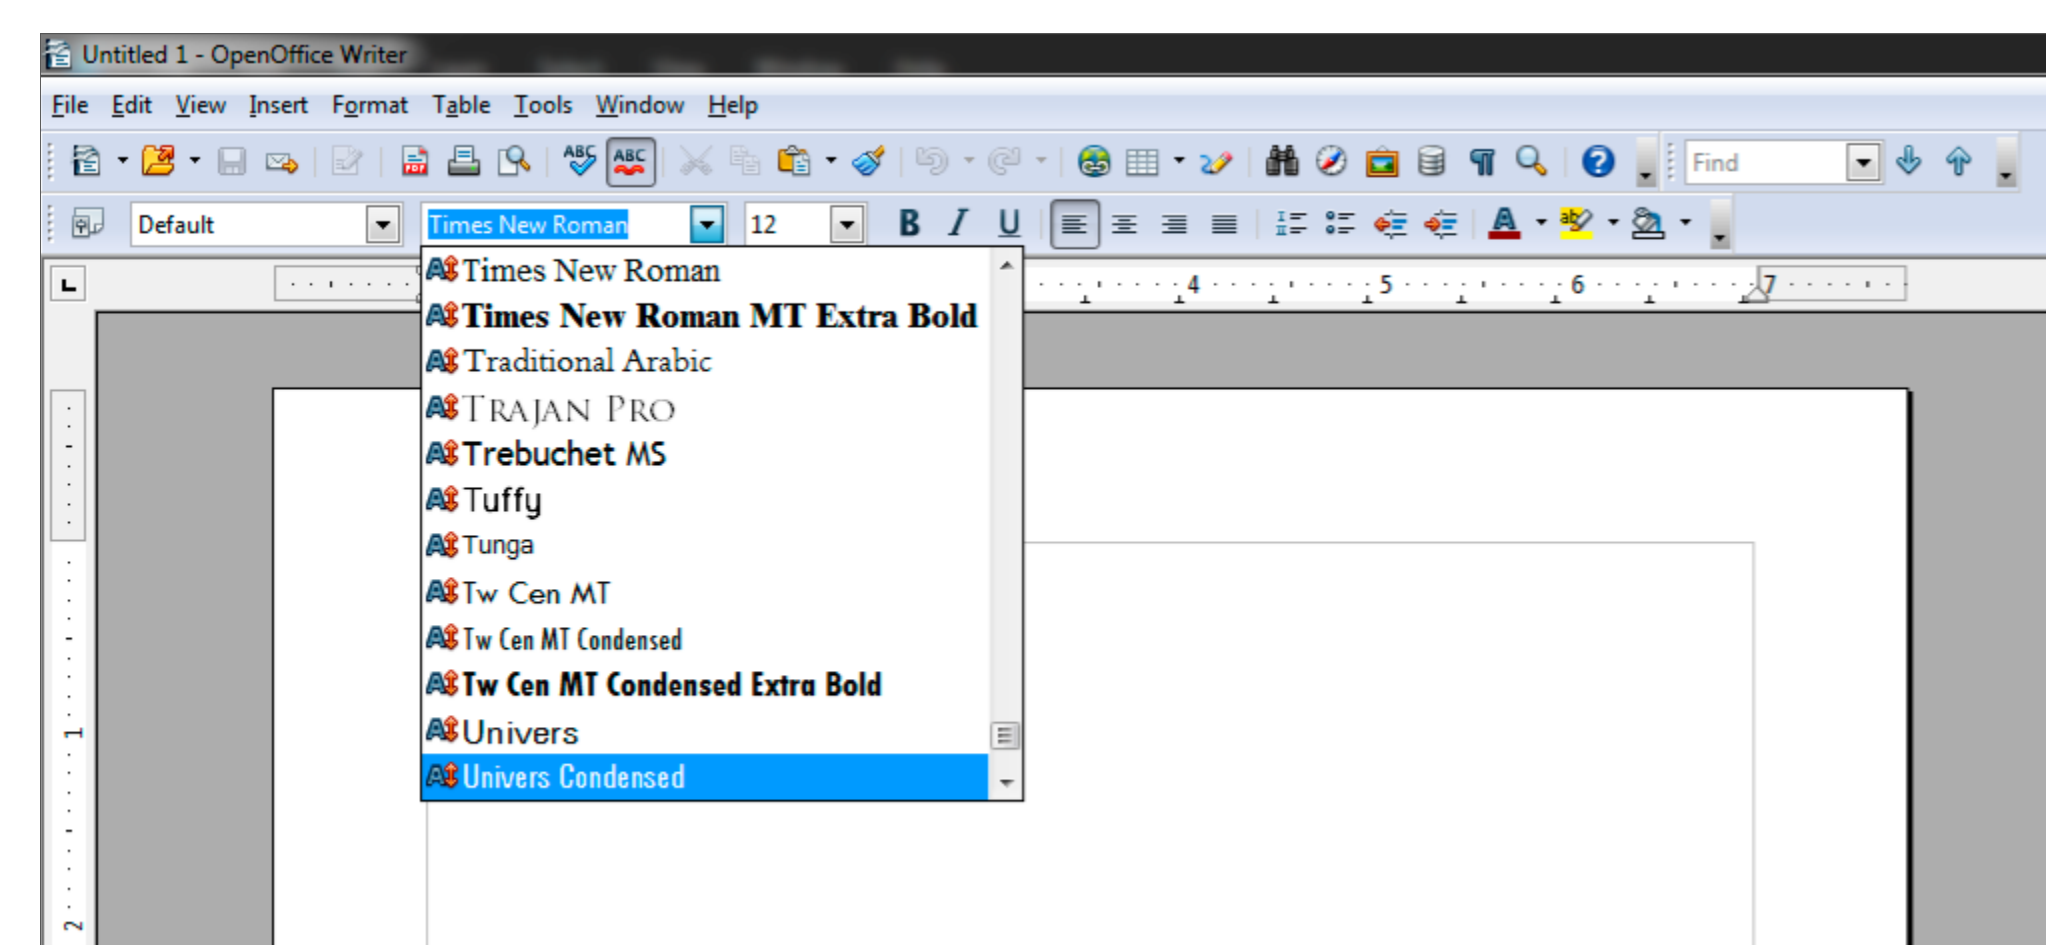 Untitled 1 - OpenOffice Writer
File Edit View Insert Format Table Tools Window Help
ABC ABC Find
Default Times New Roman 12 B I U A ab
4 5 6 7
Times New Roman
Times New Roman MT Extra Bold
Traditional Arabic
Trajan Pro
Trebuchet MS
Tuffy
Tunga
Tw Cen MT
Tw Cen MT Condensed
Tw Cen MT Condensed Extra Bold
Univers
Univers Condensed
1
2